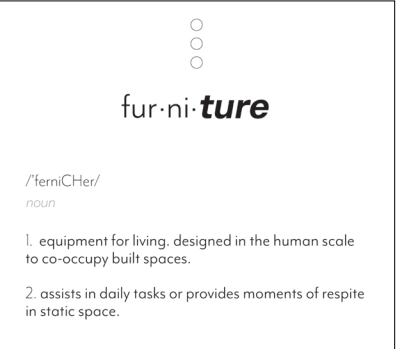 fur·ni·ture
/'ferniCHer/
noun
1. equipment for living. designed in the human scale
to co-occupy built spaces.
2. assists in daily tasks or provides moments of respite
in static space.